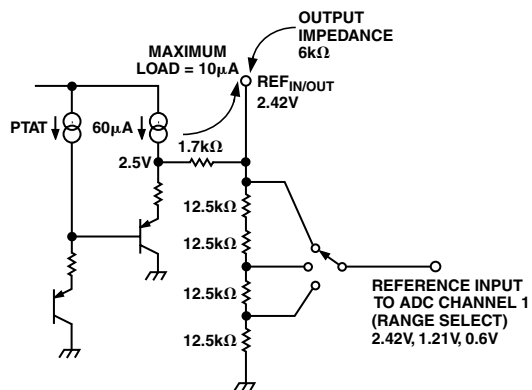 OUTPUT
IMPEDANCE
6kΩ
MAXIMUM
LOAD = 10μA
REFIN/OUT
2.42V
PTAT
60μA
1.7kΩ
2.5V
12.5kΩ
12.5kΩ
12.5kΩ
12.5kΩ
REFERENCE INPUT
TO ADC CHANNEL 1
(RANGE SELECT)
2.42V, 1.21V, 0.6V